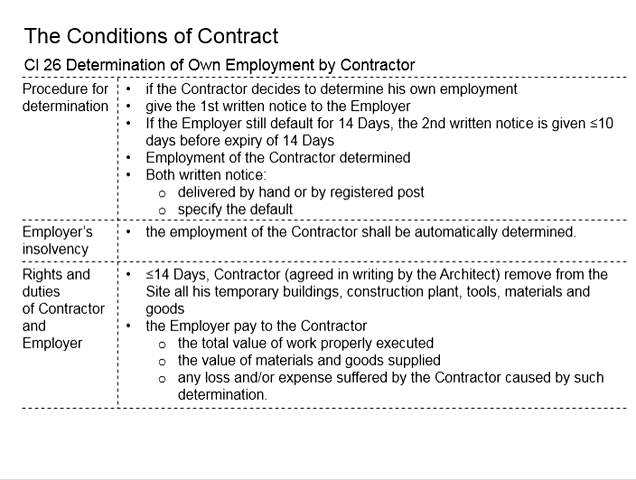 The Conditions of Contract
Cl 26 Determination of Own Employment by Contractor
Procedure for determination
• if the Contractor decides to determine his own employment
• give the 1st written notice to the Employer
• If the Employer still default for 14 Days, the 2nd written notice is given ≤10
days before expiry of 14 Days
• Employment of the Contractor determined
• Both written notice:
o delivered by hand or by registered post
o specify the default
Employer's
insolvency
• the employment of the Contractor shall be automatically determined.
Rights and
duties
of Contractor
and
Employer
• ≤14 Days, Contractor (agreed in writing by the Architect) remove from the
Site all his temporary buildings, construction plant, tools, materials and
goods
• the Employer pay to the Contractor
o the total value of work properly executed
o the value of materials and goods supplied
o any loss and/or expense suffered by the Contractor caused by such
determination.